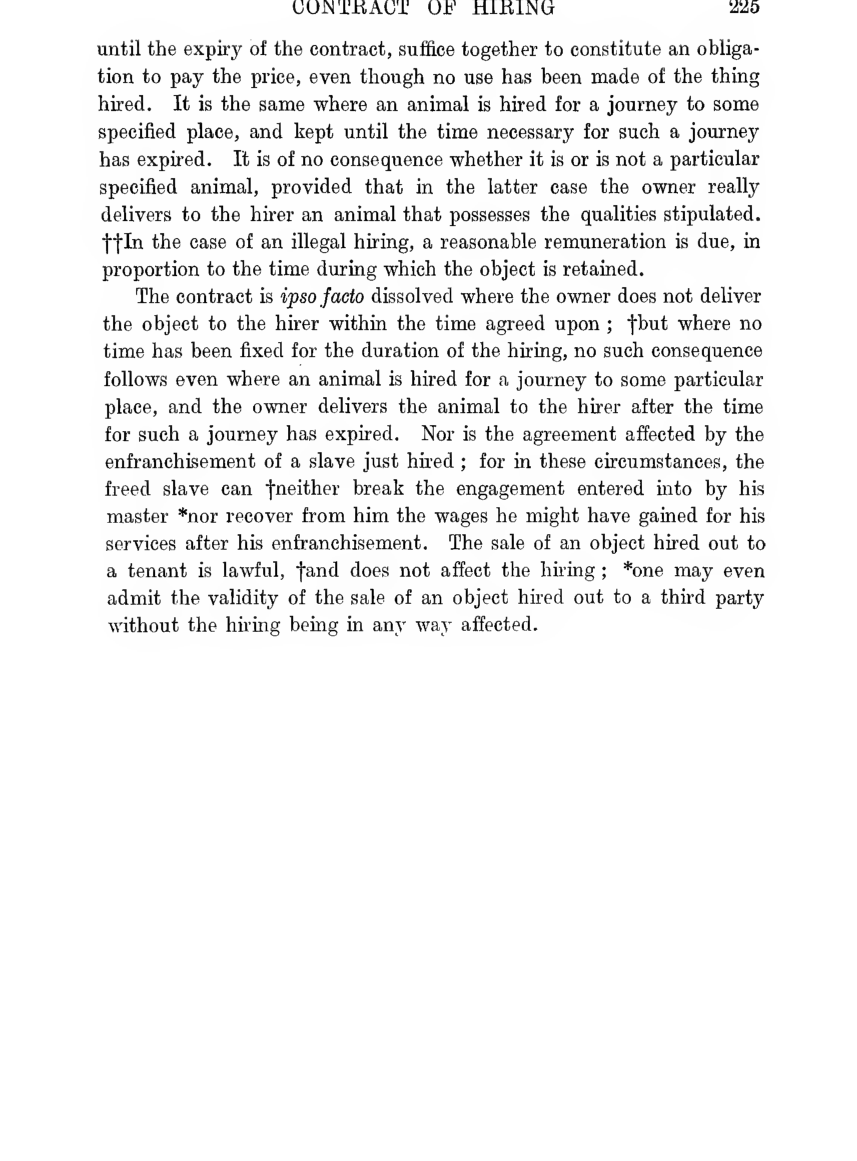 CONTRACT OF HIRING 225
until the expiry of the contract, suffice together to constitute an obliga-
tion to pay the price, even though no use has been made of the thing
hired. It is the same where an animal is hired for a journey to some
specified place, and kept until the time necessary for such a journey
has expired. It is of no consequence whether it is or is not a particular
specified animal, provided that in the latter case the owner really
delivers to the hirer an animal that possesses the qualities stipulated.
††In the case of an illegal hiring, a reasonable remuneration is due, in
proportion to the time during which the object is retained.
The contract is ipso facto dissolved where the owner does not deliver
the object to the hirer within the time agreed upon ; †but where no
time has been fixed for the duration of the hiring, no such consequence
follows even where an animal is hired for a journey to some particular
place, and the owner delivers the animal to the hirer after the time
for such a journey has expired. Nor is the agreement affected by the
enfranchisement of a slave just hired ; for in these circumstances, the
freed slave can †neither break the engagement entered into by his
master *nor recover from him the wages he might have gained for his
services after his enfranchisement. The sale of an object hired out to
a tenant is lawful, †and does not affect the hiring ; *one may even
admit the validity of the sale of an object hired out to a third party
without the hiring being in any way affected.